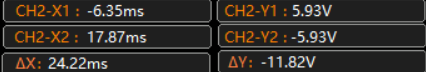 CH2-X1 : -6.35ms
CH2-Y1 : 5.93V
CH2-X2 : 17.87ms
CH2-Y2 : -5.93V
ΔX: 24.22ms
ΔY: -11.82V